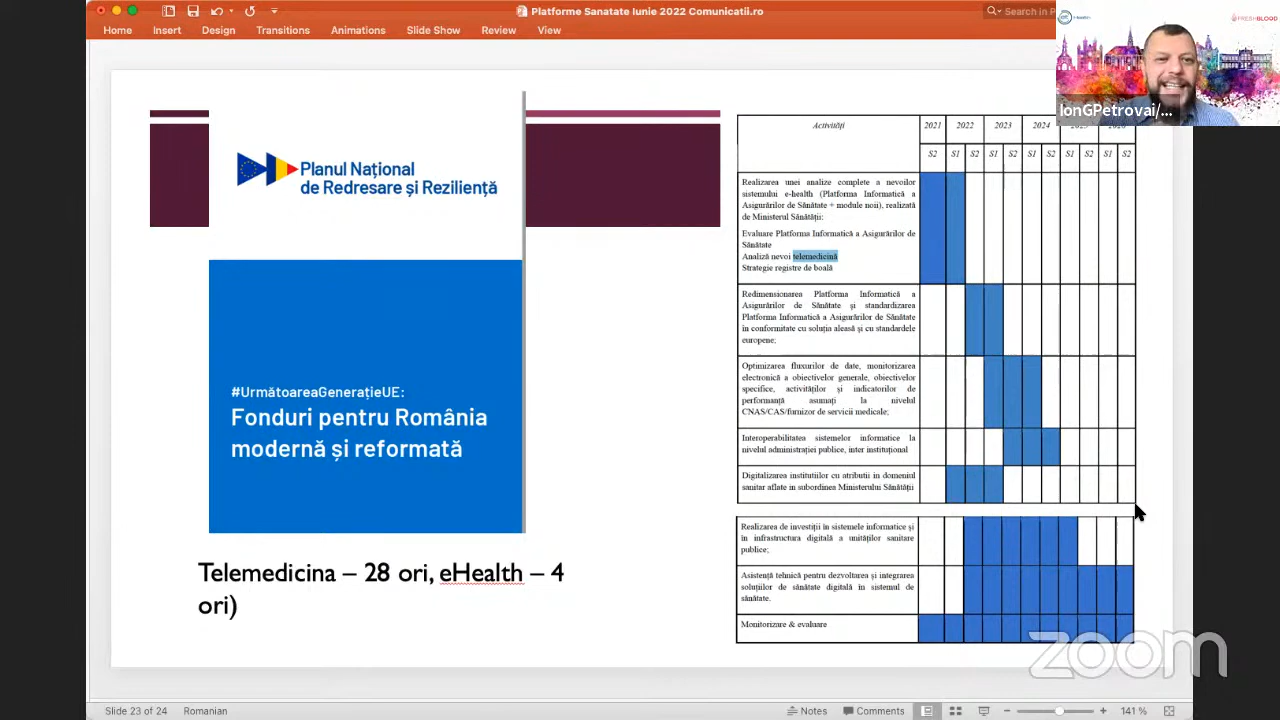 Platforme Sanatate Iunie 2022 Comunicatii.ro
Search in P
Home Insert Design Transitions Animations Slide Show Review View
FRESHBLOOD
IonGPetrovai/...
Planul Național
de Redresare și Reziliență
#UrmătoareaGenerațieUE:
Fonduri pentru România
modernă și reformată
Telemedicina – 28 ori, eHealth – 4
ori)
Activități 2021 2022 2023 2024
S2 S1 S2 S1 S2 S1 S2 S1 S2 S1 S2
Realizarea unei analize complete a nevoilor
sistemului e-health (Platforma Informatică a
Asigurărilor de Sănătate + module noii), realizată
de Ministerul Sănătății;
Evaluare Platforma Informatică a Asigurărilor de
Sănătate
Analiză nevoi telemedicină
Strategie registre de boală
Redimensionarea Platforma Informatică a
Asigurărilor de Sănătate și standardizarea
Platforma Informatică a Asigurărilor de Sănătate
în conformitate cu soluția aleasă și cu standardele
europene;
Optimizarea fluxurilor de date, monitorizarea
electronică a obiectivelor generale, obiectivelor
specifice, activităților și indicatorilor de
performanță asumați la nivelul
CNAS/CAS/furnizor de servicii medicale;
Interoperabilitatea sistemelor informatice la
nivelul administrației publice, inter instituțional
Digitalizarea instituțiilor cu atributii in domeniul
sanitar aflate in subordinea Ministerului Sănătății
Realizarea de investiții în sistemele informatice și
în infrastructura digitală a unităților sanitare
publice;
Asistență tehnică pentru dezvoltarea și integrarea
soluțiilor de sănătate digitală în sistemul de
sănătate.
Monitorizare & evaluare
zoom
Slide 23 of 24 Romanian Notes Comments 141 %